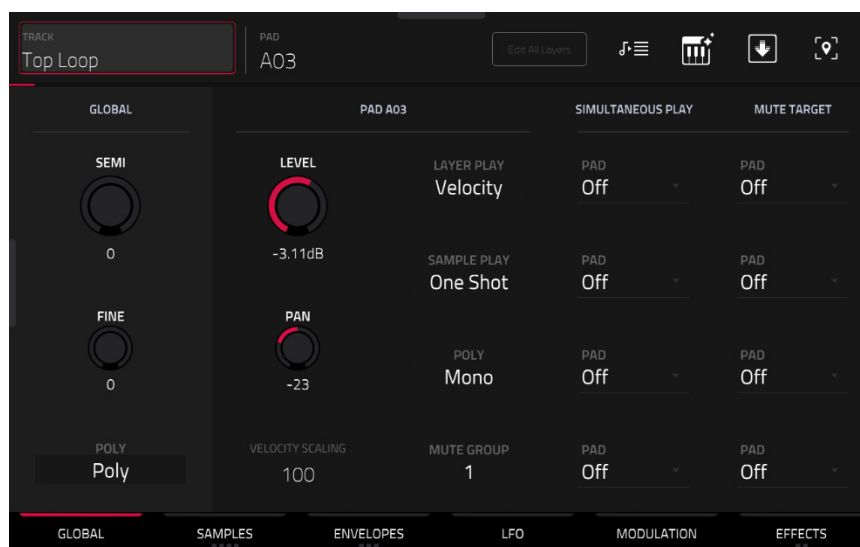 TRACK
Top Loop
PAD
A03
Edit All Layers
GLOBAL
PAD A03
SIMULTANEOUS PLAY
MUTE TARGET
SEMI
0
LEVEL
-3.11dB
LAYER PLAY
Velocity
PAD
Off
PAD
Off
SAMPLE PLAY
One Shot
PAD
Off
PAD
Off
FINE
0
PAN
-23
POLY
Mono
PAD
Off
PAD
Off
POLY
Poly
VELOCITY SCALING
100
MUTE GROUP
1
PAD
Off
PAD
Off
GLOBAL
SAMPLES
ENVELOPES
LFO
MODULATION
EFFECTS